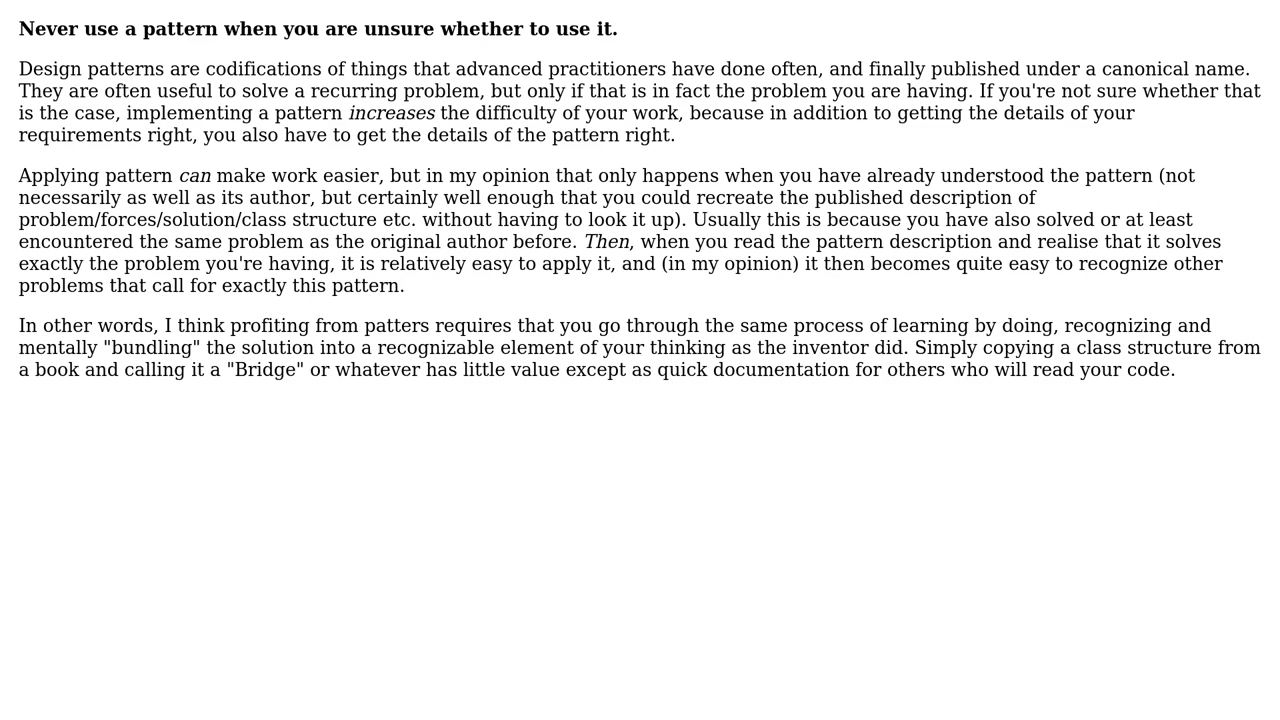 Never use a pattern when you are unsure whether to use it.
Design patterns are codifications of things that advanced practitioners have done often, and finally published under a canonical name.
They are often useful to solve a recurring problem, but only if that is in fact the problem you are having. If you're not sure whether that
is the case, implementing a pattern increases the difficulty of your work, because in addition to getting the details of your
requirements right, you also have to get the details of the pattern right.
Applying pattern can make work easier, but in my opinion that only happens when you have already understood the pattern (not
necessarily as well as its author, but certainly well enough that you could recreate the published description of
problem/forces/solution/class structure etc. without having to look it up). Usually this is because you have also solved or at least
encountered the same problem as the original author before. Then, when you read the pattern description and realise that it solves
exactly the problem you're having, it is relatively easy to apply it, and (in my opinion) it then becomes quite easy to recognize other
problems that call for exactly this pattern.
In other words, I think profiting from patters requires that you go through the same process of learning by doing, recognizing and
mentally "bundling" the solution into a recognizable element of your thinking as the inventor did. Simply copying a class structure from
a book and calling it a "Bridge" or whatever has little value except as quick documentation for others who will read your code.